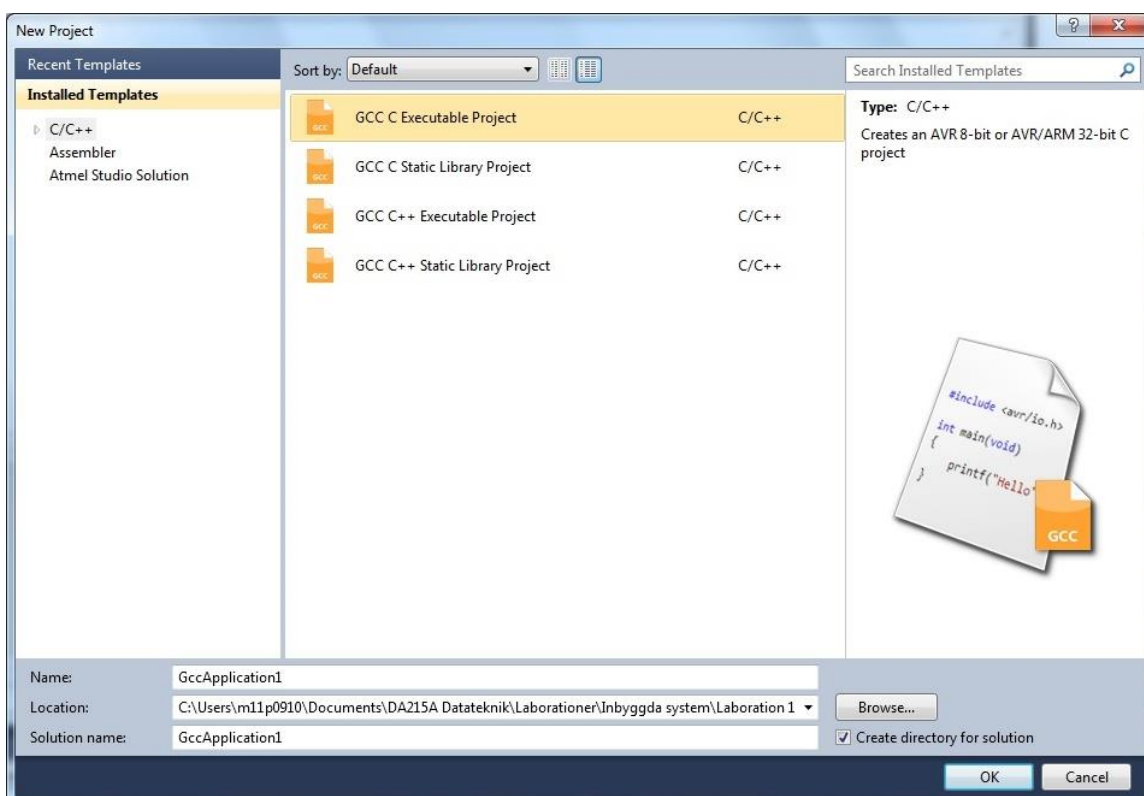 New Project
Recent Templates
Installed Templates
C/C++
Assembler
Atmel Studio Solution
Sort by: Default
GCC C Executable Project C/C++
GCC C Static Library Project C/C++
GCC C++ Executable Project C/C++
GCC C++ Static Library Project C/C++
Search Installed Templates
Type: C/C++
Creates an AVR 8-bit or AVR/ARM 32-bit C
project
#include <avr/io.h>
int main(void)
{
printf("Hello"
}
GCC
Name: GccApplication1
Location: C:\Users\m11p0910\Documents\DA215A Datateknik\Laborationer\Inbyggda system\Laboration 1 Browse...
Solution name: GccApplication1 Create directory for solution
OK Cancel